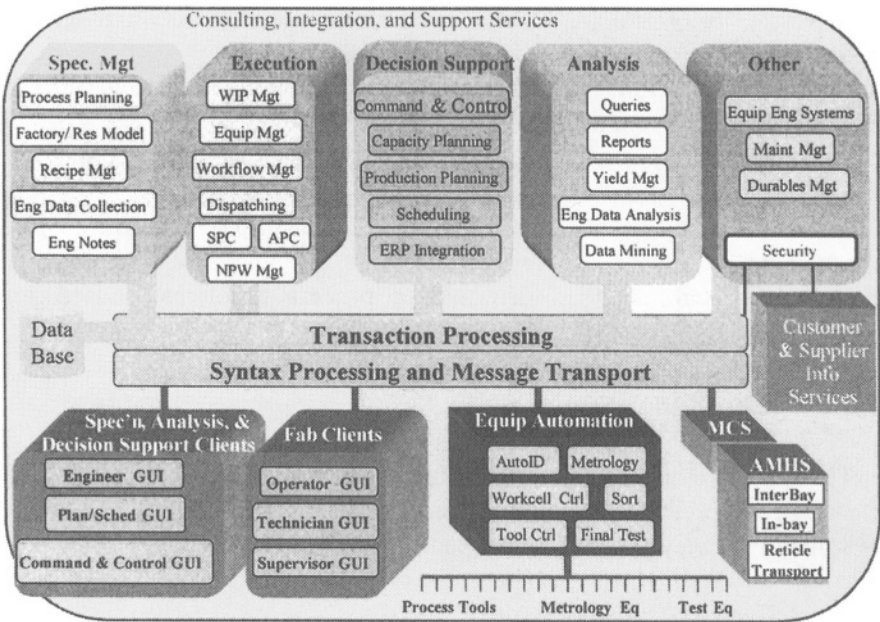 Consulting, Integration, and Support Services
Spec. Mgt
Process Planning
Factory/ Res Model
Recipe Mgt
Eng Data Collection
Eng Notes
Execution
WIP Mgt
Equip Mgt
Workflow Mgt
Dispatching
SPC
APC
NPW Mgt
Decision Support
Command & Control
Capacity Planning
Production Planning
Scheduling
ERP Integration
Analysis
Queries
Reports
Yield Mgt
Eng Data Analysis
Data Mining
Other
Equip Eng Systems
Maint Mgt
Durables Mgt
Security
Data
Base
Transaction Processing
Syntax Processing and Message Transport
Customer
& Supplier
Info
Services
Spec'n, Analysis, &
Decision Support Clients
Engineer GUI
Plan/Sched GUI
Command & Control GUI
Fab Clients
Operator GUI
Technician GUI
Supervisor GUI
Equip Automation
AutoID
Metrology
Workcell Ctrl
Sort
Tool Ctrl
Final Test
Process Tools
Metrology Eq
Test Eq
MCS
AMHS
InterBay
In-bay
Reticle
Transport